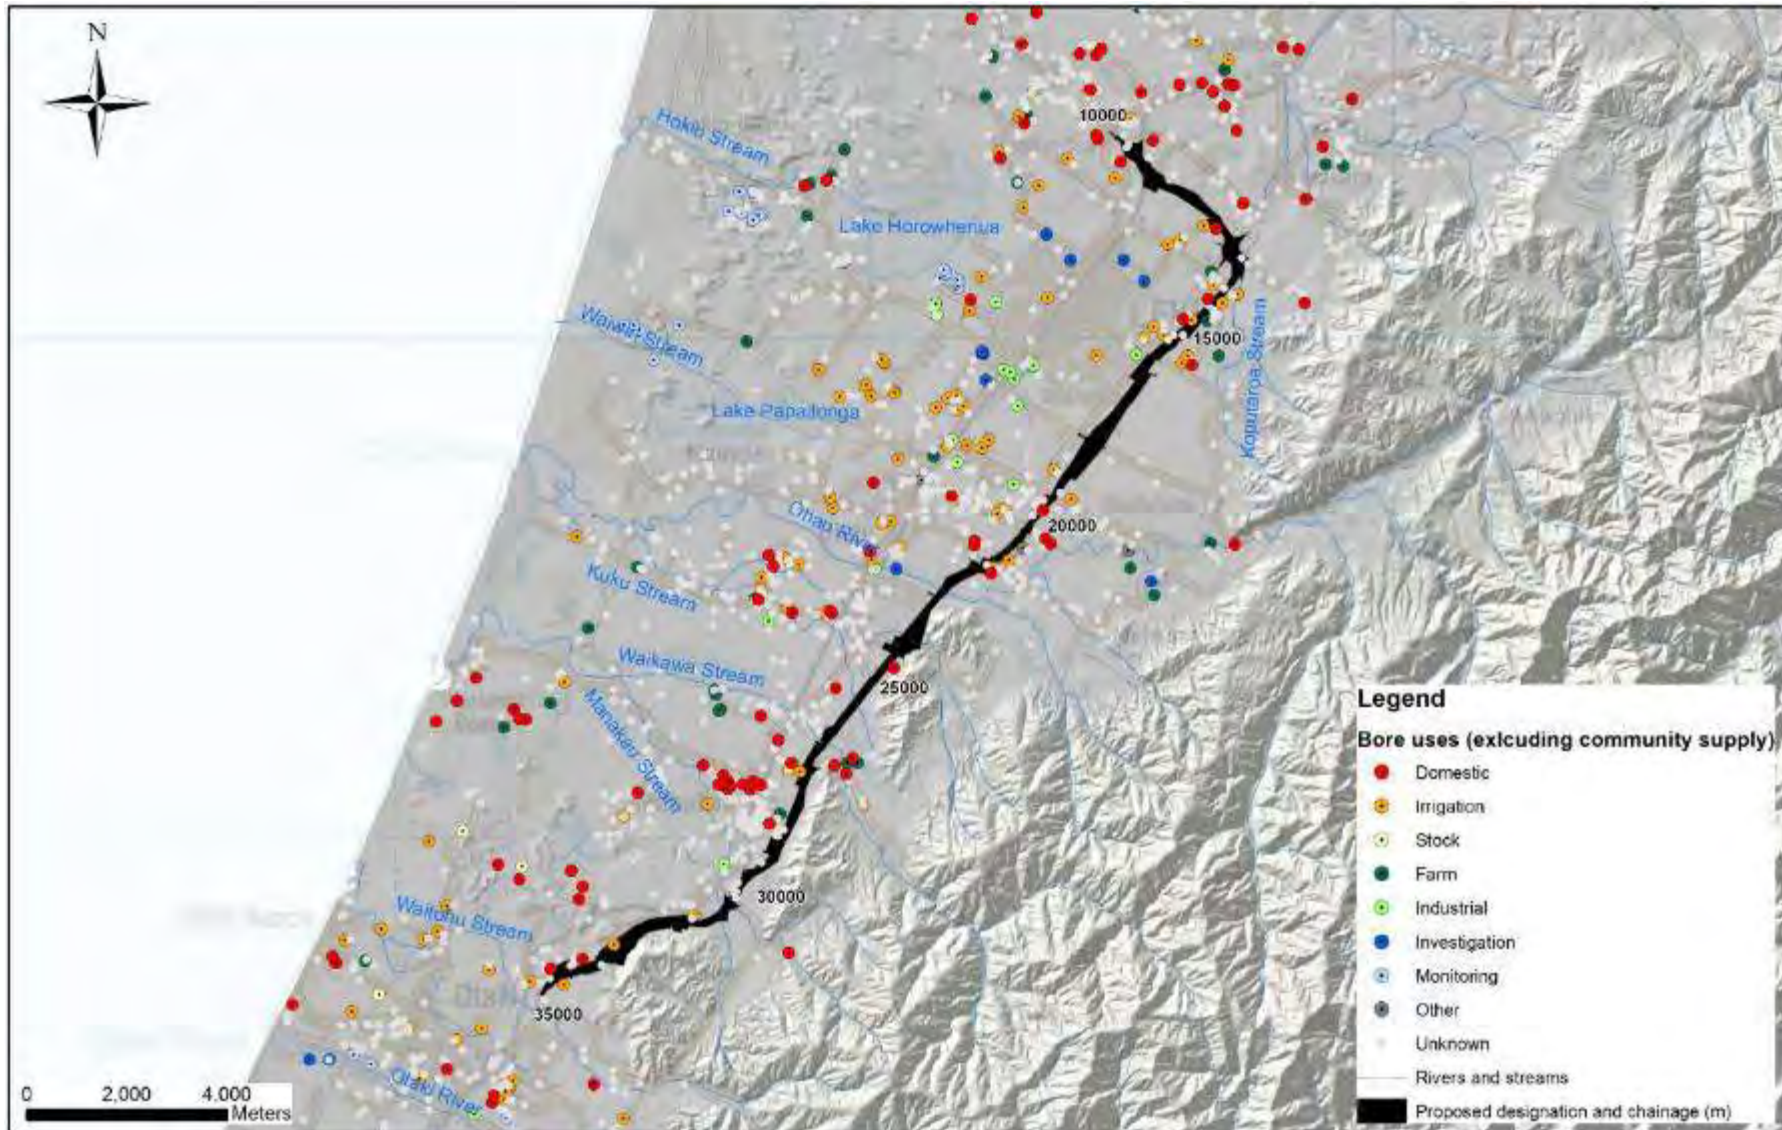 N
Hokio Stream
10000
Lake Horowhenua
Waiwiri Stream
15000
Koputaroa Stream
Lake Papaitonga
Ohau River
20000
Kuku Stream
Waikawa Stream
25000
Manakau Stream
30000
Waitohu Stream
35000
Otaki River
0 2,000 4,000
Meters
Legend
Bore uses (exlcuding community supply)
Domestic
Irrigation
Stock
Farm
Industrial
Investigation
Monitoring
Other
Unknown
Rivers and streams
Proposed designation and chainage (m)